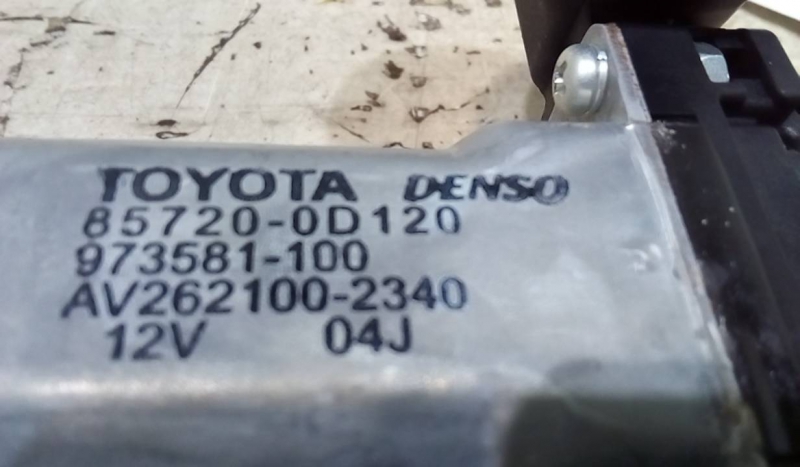 TOYOTA DENSO
85720-0D120
973581-100
AV262100-2340
12V 04J